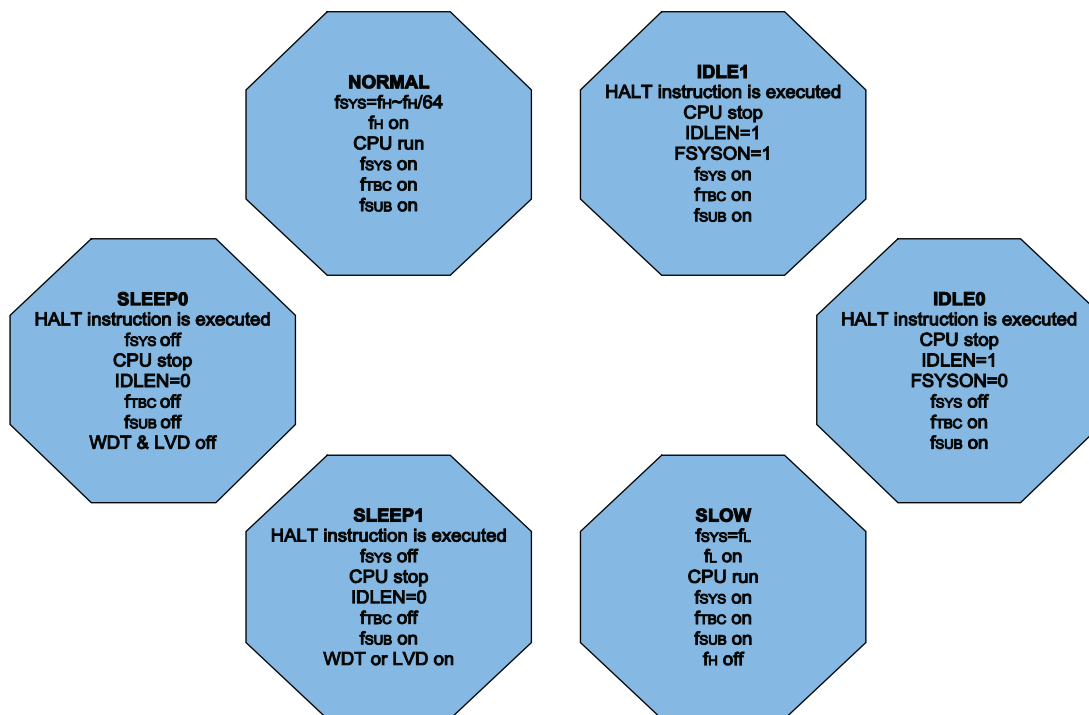 NORMAL
fSYS=fH~fH/64
fH on
CPU run
fSYS on
fTBC on
fSUB on
IDLE1
HALT instruction is executed
CPU stop
IDLEN=1
FSYSON=1
fSYS on
fTBC on
fSUB on
SLEEP0
HALT instruction is executed
fSYS off
CPU stop
IDLEN=0
fTBC off
fSUB off
WDT & LVD off
IDLE0
HALT instruction is executed
CPU stop
IDLEN=1
FSYSON=0
fSYS off
fTBC on
fSUB on
SLEEP1
HALT instruction is executed
fSYS off
CPU stop
IDLEN=0
fTBC off
fSUB on
WDT or LVD on
SLOW
fSYS=fL
fL on
CPU run
fSYS on
fTBC on
fSUB on
fH off